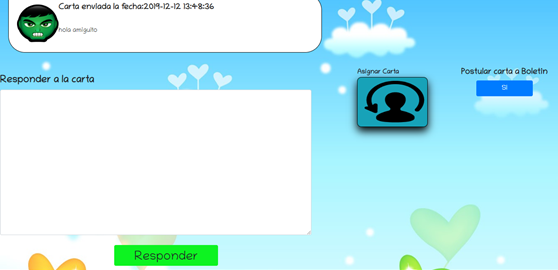 Carta enviada la fecha:2019-12-12 13:48:36
hola amiguito
Responder a la carta
Asignar Carta
Postular carta a Boletín
SI
Responder